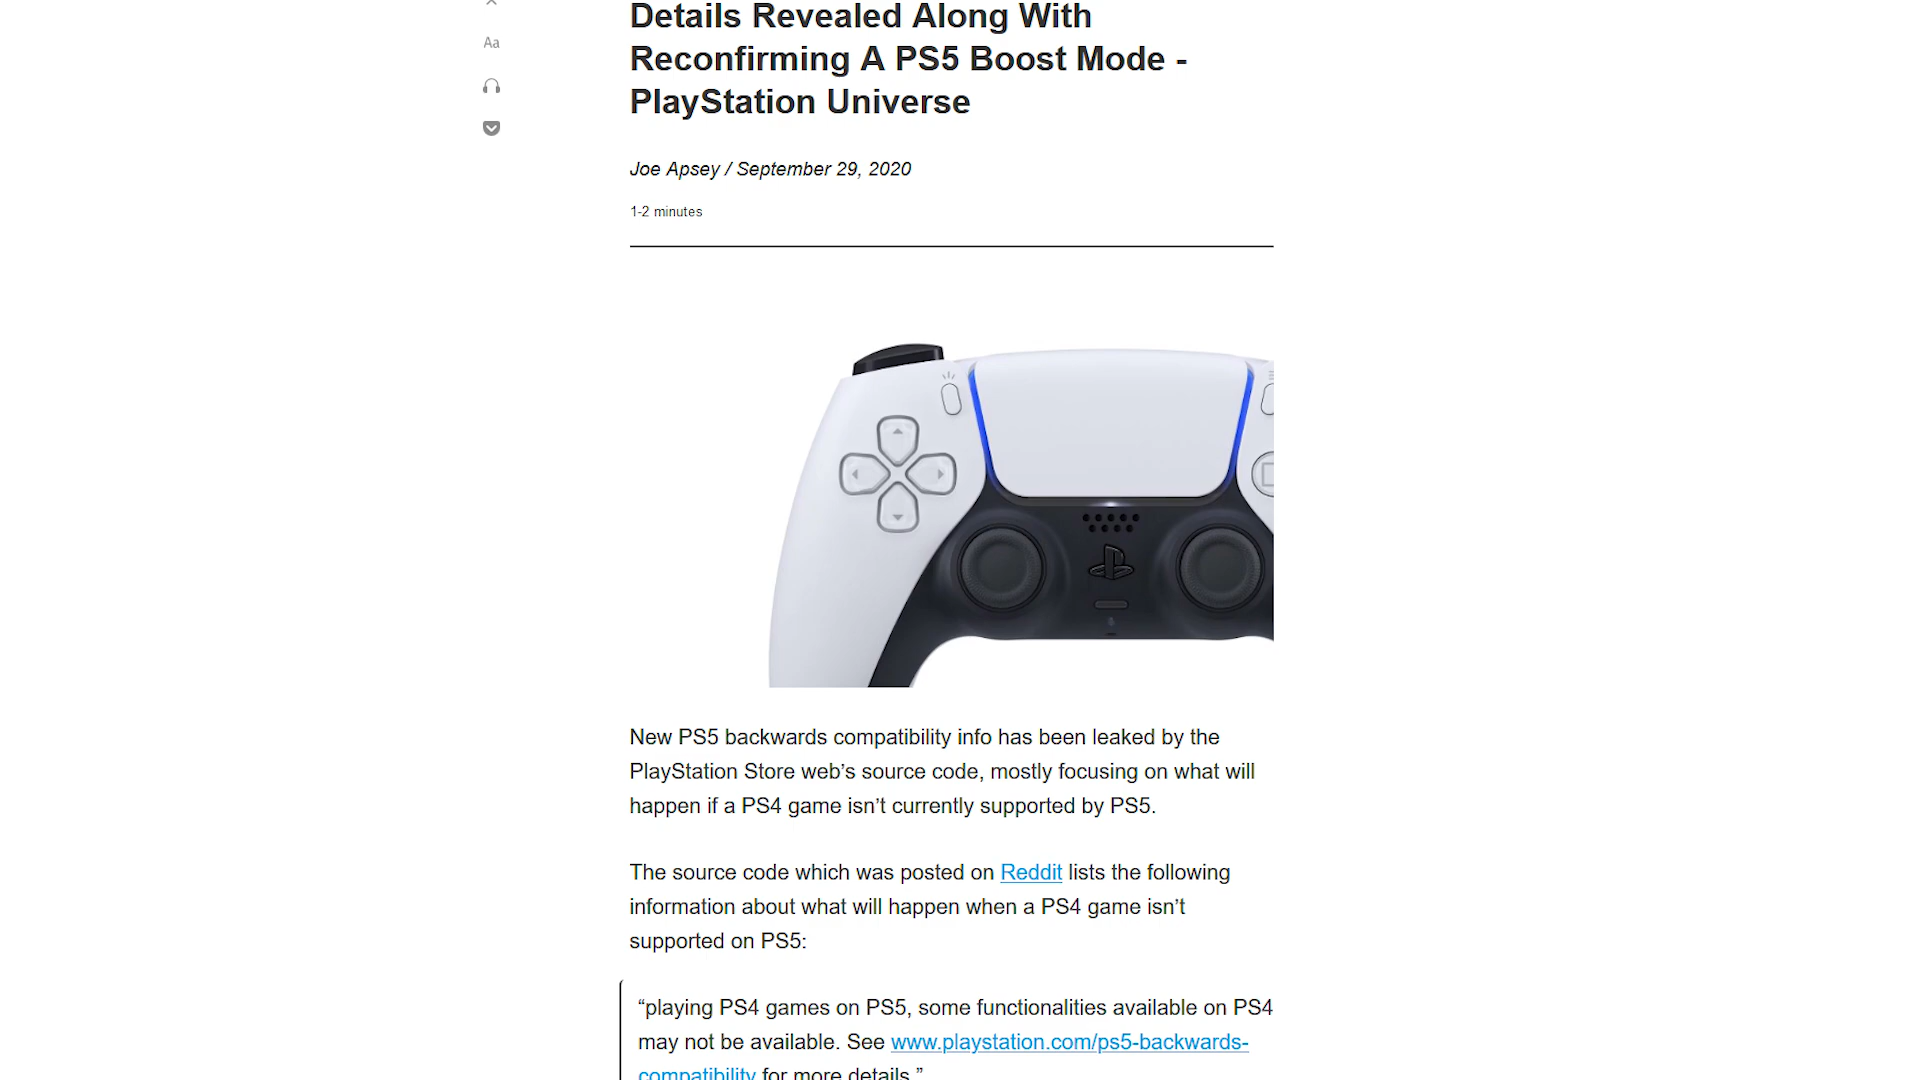 Aa
Details Revealed Along With
Reconfirming A PS5 Boost Mode -
PlayStation Universe
Joe Apsey / September 29, 2020
1-2 minutes
New PS5 backwards compatibility info has been leaked by the
PlayStation Store web’s source code, mostly focusing on what will
happen if a PS4 game isn’t currently supported by PS5.
The source code which was posted on Reddit lists the following
information about what will happen when a PS4 game isn’t
supported on PS5:
“playing PS4 games on PS5, some functionalities available on PS4
may not be available. See www.playstation.com/ps5-backwards-
compatibility for more details.”